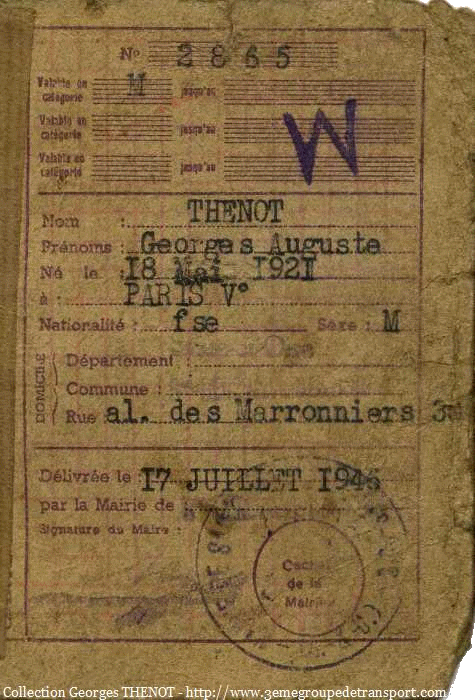 No 2865
Valable en catégorie M jusqu'au
Valable en catégorie jusqu'au
W
Valable en catégorie jusqu'au
Nom : THENOT
Prénoms : Georges Auguste
Né le : 18 Mai 1921
à : PARIS V°
Nationalité : fse Sexe : M
DOMICILE
Département :
Commune :
Rue al. des Marronniers
Délivrée le 17 JUILLET 1946
par la Mairie de :
Signature du Maire :
Cachet
de la
Mairie
Collection Georges THENOT - http://www.3emegroupedetransport.com/